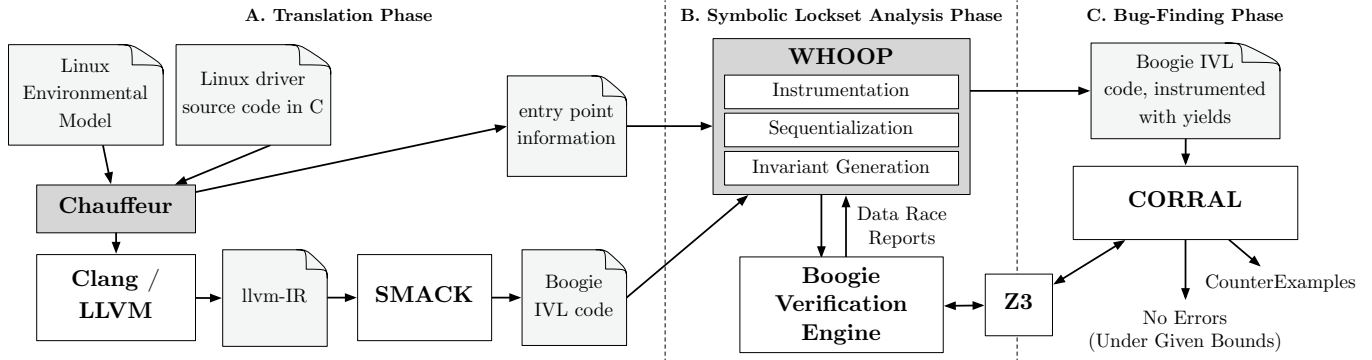 A. Translation Phase
Linux
Environmental
Model
Linux driver
source code in C
entry point
information
Chauffeur
Clang /
LLVM
llvm-IR
SMACK
Boogie
IVL code
B. Symbolic Lockset Analysis Phase
WHOOP
Instrumentation
Sequentialization
Invariant Generation
Data Race
Reports
Boogie
Verification
Engine
Z3
C. Bug-Finding Phase
Boogie IVL
code, instrumented
with yields
CORRAL
CounterExamples
No Errors
(Under Given Bounds)